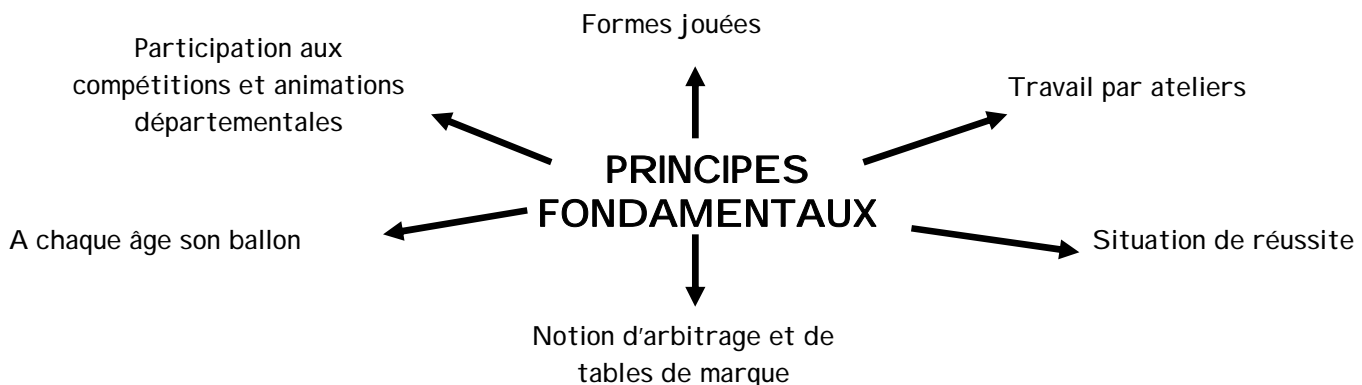 Formes jouées
Participation aux
compétitions et animations
départementales
Travail par ateliers
PRINCIPES
FONDAMENTAUX
A chaque âge son ballon
Situation de réussite
Notion d'arbitrage et de
tables de marque